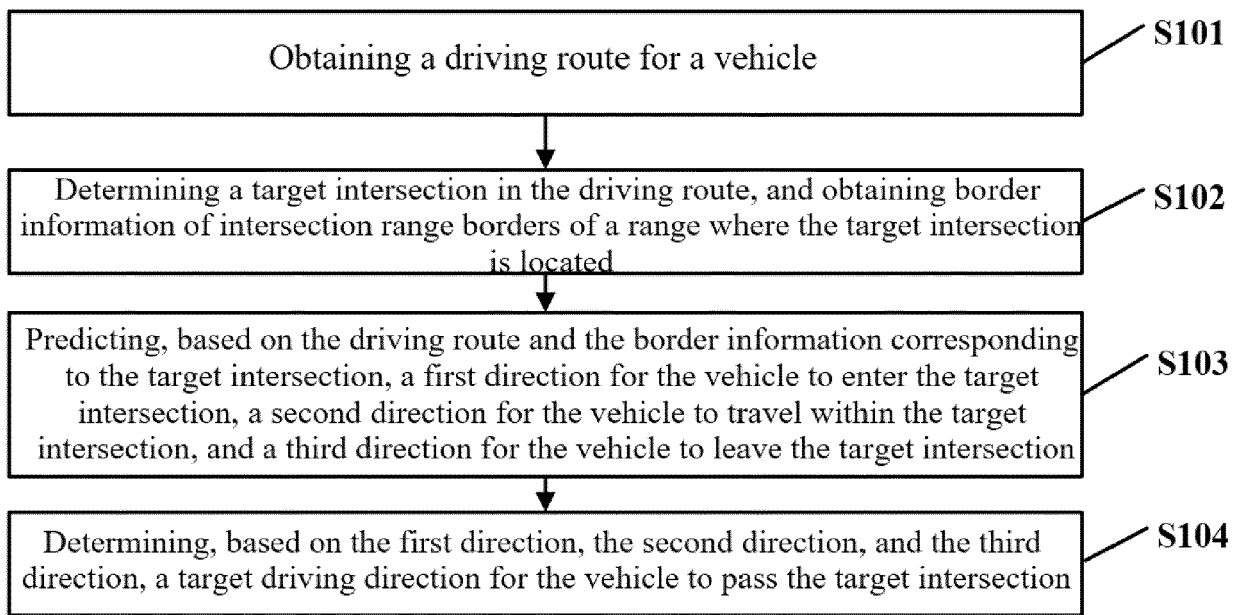 Obtaining a driving route for a vehicle
S101
Determining a target intersection in the driving route, and obtaining border
information of intersection range borders of a range where the target intersection
is located
S102
Predicting, based on the driving route and the border information corresponding
to the target intersection, a first direction for the vehicle to enter the target
intersection, a second direction for the vehicle to travel within the target
intersection, and a third direction for the vehicle to leave the target intersection
S103
Determining, based on the first direction, the second direction, and the third
direction, a target driving direction for the vehicle to pass the target intersection
S104